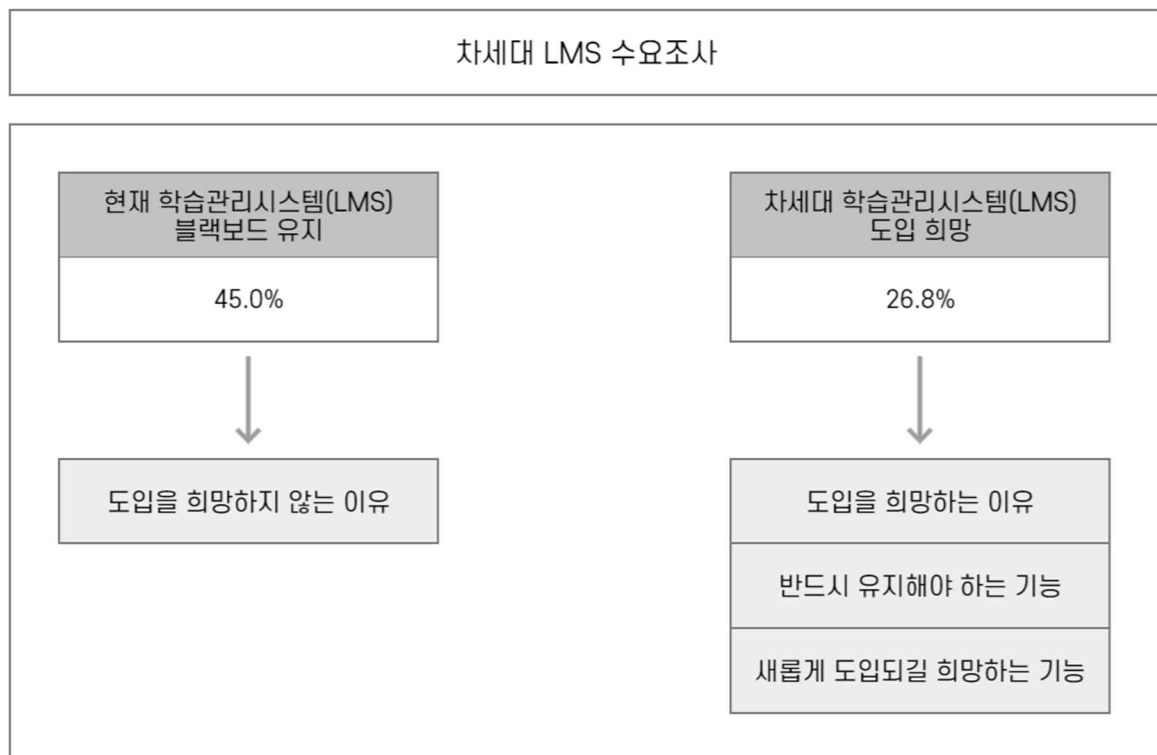 차세대 LMS 수요조사
현재 학습관리시스템(LMS)
블랙보드 유지
45.0%
도입을 희망하지 않는 이유
차세대 학습관리시스템(LMS)
도입 희망
26.8%
도입을 희망하는 이유
반드시 유지해야 하는 기능
새롭게 도입되길 희망하는 기능